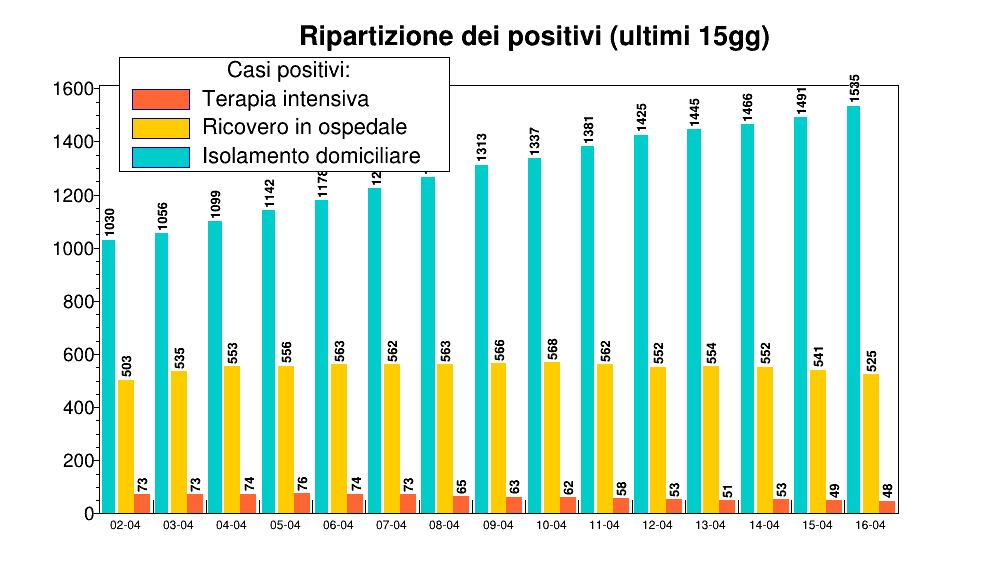 Ripartizione dei positivi (ultimi 15gg)
Casi positivi:
Terapia intensiva
Ricovero in ospedale
Isolamento domiciliare
1600
1400
1200
1000
800
600
400
200
0
1030 503 73
1056 535 73
1099 553 74
1142 556 76
1178 563 74
562 73
563 65
1313 566 63
1337 568 62
1381 562 58
1425 552 53
1445 554 51
1466 552 53
1491 541 49
1535 525 48
02-04 03-04 04-04 05-04 06-04 07-04 08-04 09-04 10-04 11-04 12-04 13-04 14-04 15-04 16-04